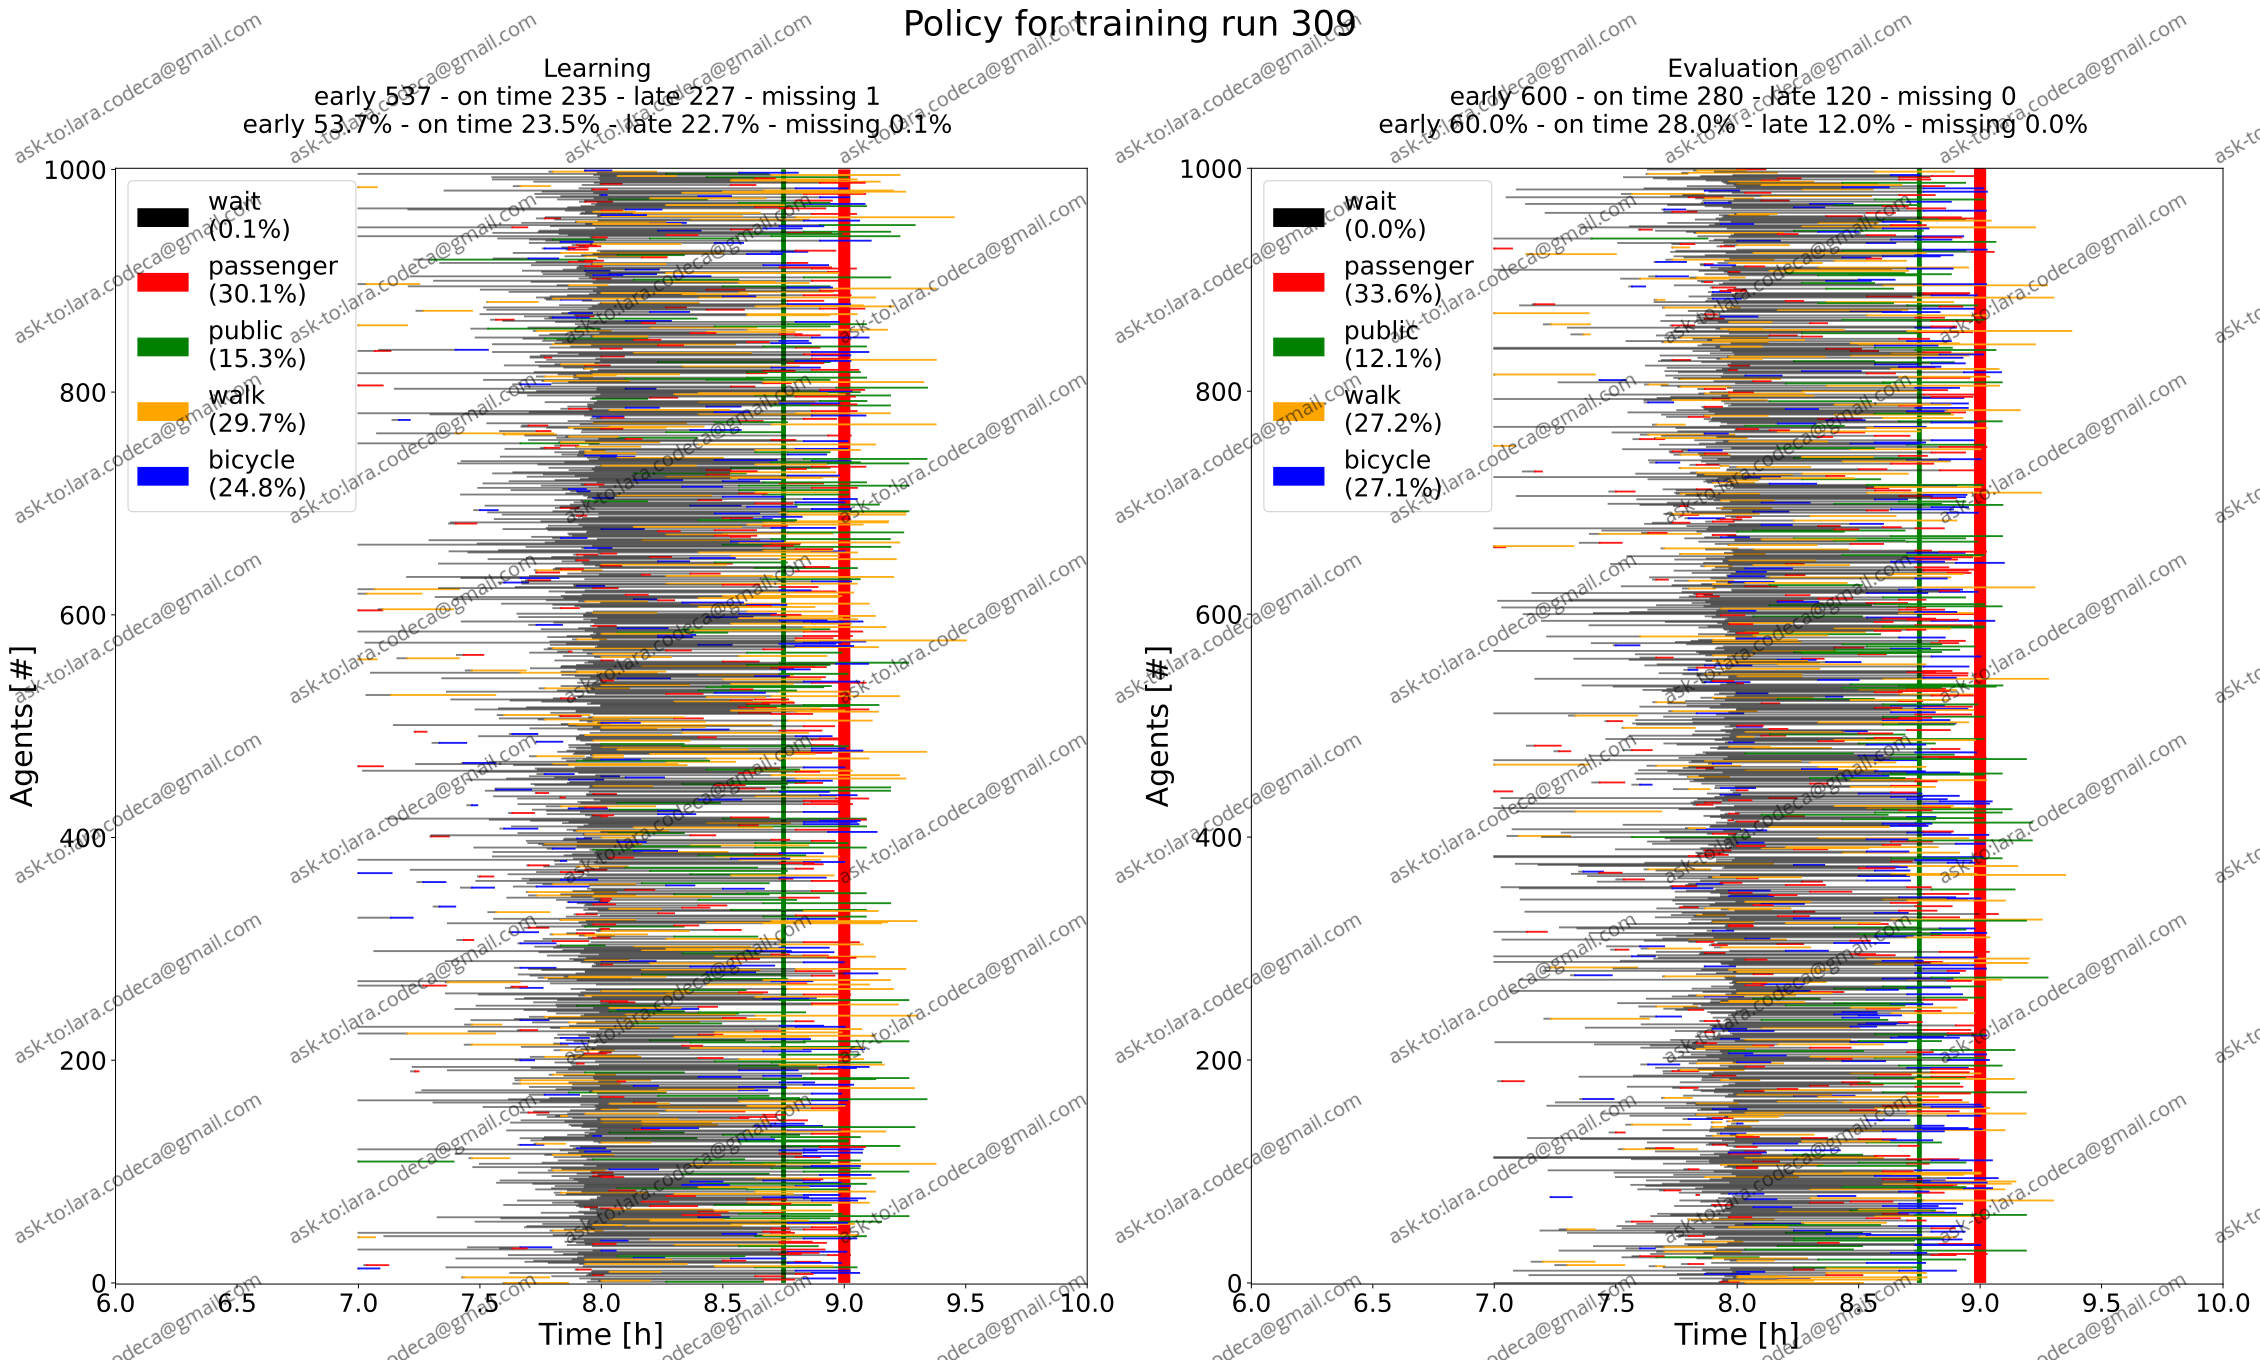 Policy for training run 309
Learning
early 537 - on time 235 - late 227 - missing 1
early 53.7% - on time 23.5% - late 22.7% - missing 0.1%
1000
800
600
400
200
0
Agents [#]
wait
(0.1%)
passenger
(30.1%)
public
(15.3%)
walk
(29.7%)
bicycle
(24.8%)
6.0 6.5 7.0 7.5 8.0 8.5 9.0 9.5 10.0
Time [h]
Evaluation
early 600 - on time 280 - late 120 - missing 0
early 60.0% - on time 28.0% - late 12.0% - missing 0.0%
1000
800
600
400
200
0
Agents [#]
wait
(0.0%)
passenger
(33.6%)
public
(12.1%)
walk
(27.2%)
bicycle
(27.1%)
6.0 6.5 7.0 7.5 8.0 8.5 9.0 9.5 10.0
Time [h]
ask-to:lara.codeca@gmail.com